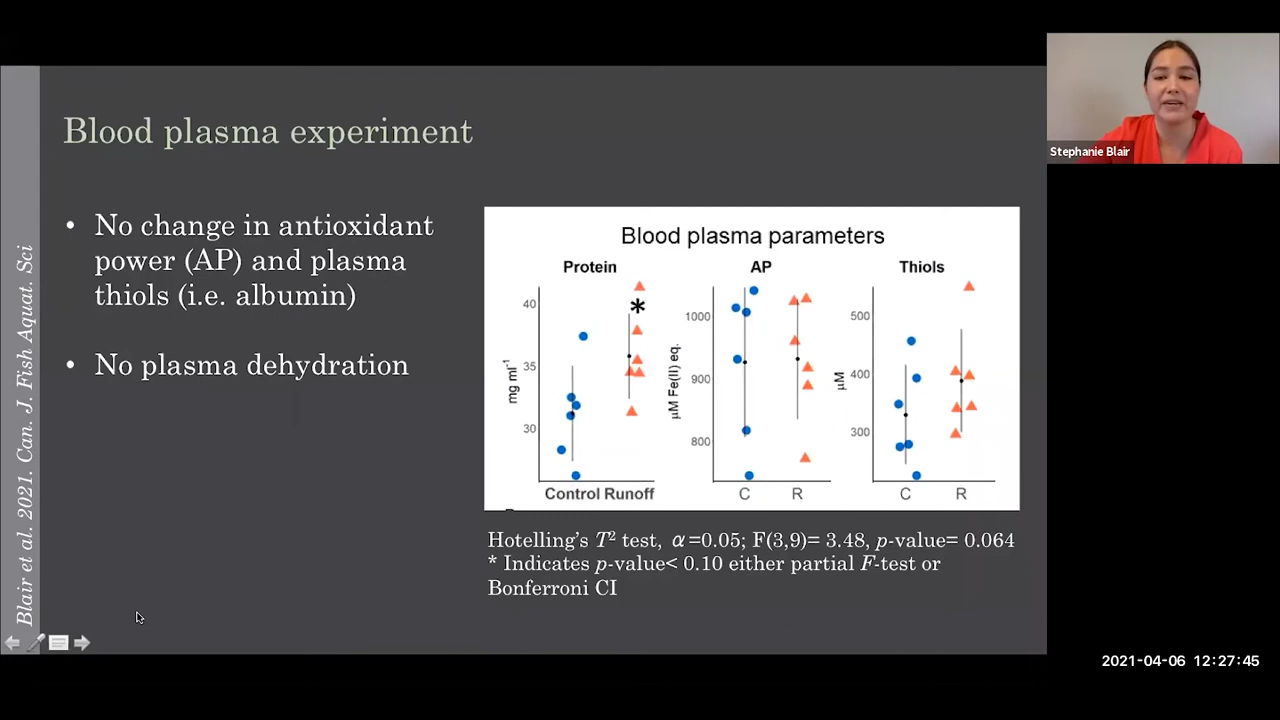 Blood plasma experiment
• No change in antioxidant
power (AP) and plasma
thiols (i.e. albumin)
• No plasma dehydration
Blair et al. 2021. Can. J. Fish Aquat. Sci
Blood plasma parameters
Protein
AP
Thiols
mg ml⁻¹
40
35
30
*
Control Runoff
μM Fe(II) eq.
1000
900
800
C R
μM
500
400
300
C R
Hotelling's T² test, α=0.05; F(3,9)= 3.48, p-value= 0.064
* Indicates p-value< 0.10 either partial F-test or
Bonferroni CI
Stephanie Blair
2021-04-06 12:27:45